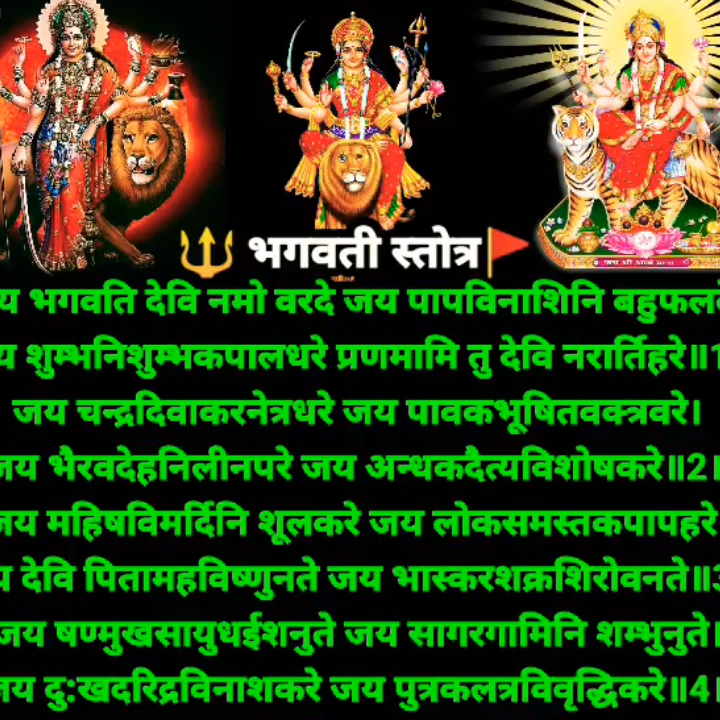 भगवती स्तोत्र
य भगवति देवि नमो वरदे जय पापविनाशिनि बहुफल
य शुम्भनिशुम्भकपालधरे प्रणमामि तु देवि नरार्तिहरे॥1
जय चन्द्रदिवाकरनेत्रधरे जय पावकभूषितवक्त्रवरे।
जय भैरवदेहनिलीनपरे जय अन्धकदैत्यविशोषकरे॥2॥
जय महिषविमर्दिनि शूलकरे जय लोकसमस्तकपापहरे
य देवि पितामहविष्णुनते जय भास्करशक्रशिरोवनते॥3
जय षण्मुखसायुधईशनुते जय सागरगामिनि शम्भुनुते।
जय दुःखदरिद्रविनाशकरे जय पुत्रकलत्रविवृद्धिकरे॥4॥